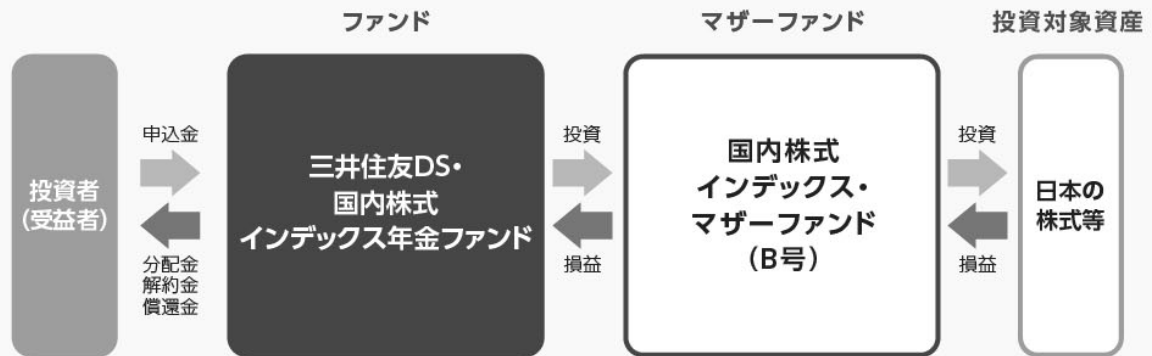 ファンド
マザーファンド
投資対象資産
投資者
(受益者)
申込金
分配金
解約金
償還金
三井住友DS・
国内株式
インデックス年金ファンド
投資
損益
国内株式
インデックス・
マザーファンド
(B号)
投資
損益
日本の
株式等